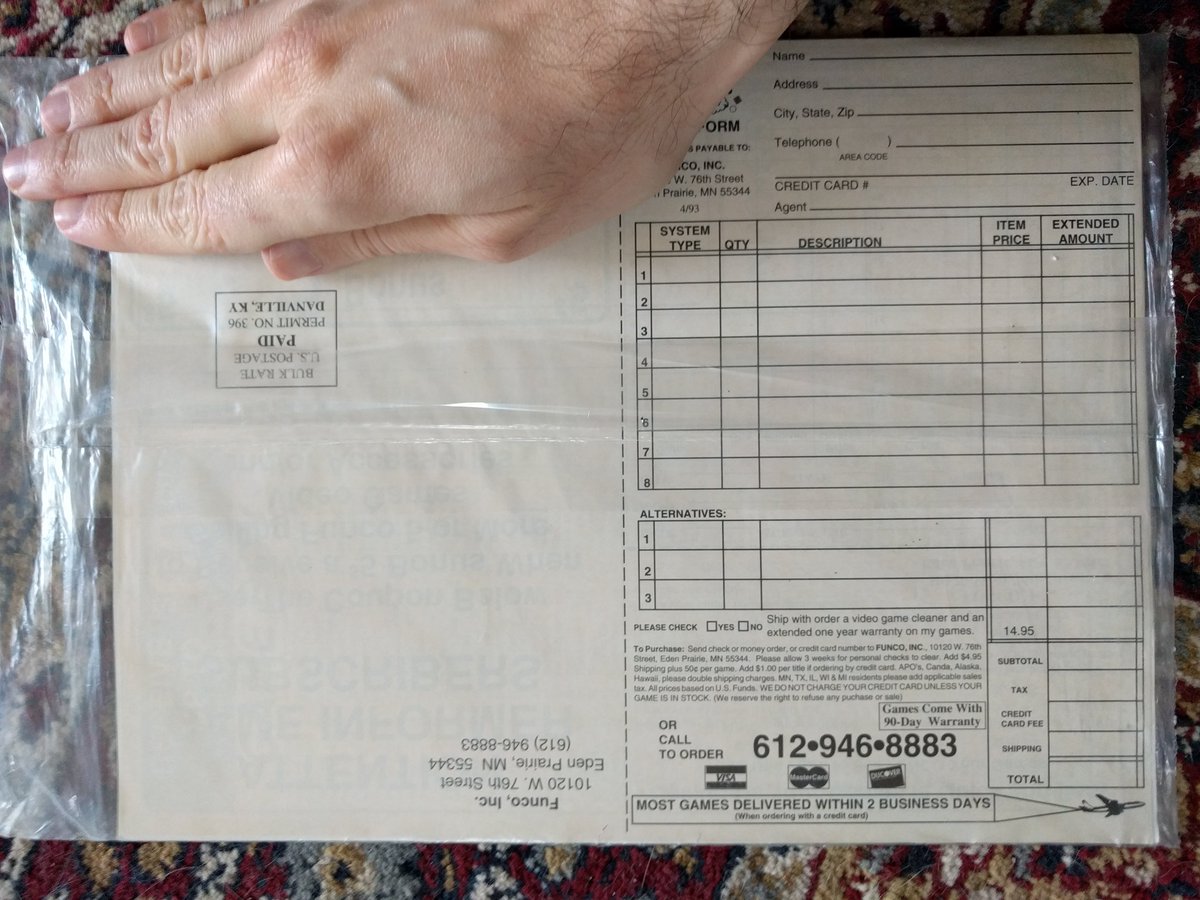 Name
Address
City, State, Zip
Telephone ( )
AREA CODE
CREDIT CARD # EXP. DATE
Agent
ORM
PAYABLE TO:
CO, INC.
W. 76th Street
Prairie, MN 55344
4/93
SYSTEM TYPE QTY DESCRIPTION ITEM PRICE EXTENDED AMOUNT
1
2
3
4
5
6
7
8
ALTERNATIVES:
1
2
3
PLEASE CHECK YES NO Ship with order a video game cleaner and an
extended one year warranty on my games. 14.95
To Purchase: Send check or money order, or credit card number to FUNCO, INC., 10120 W. 76th
Street, Eden Prairie, MN 55344. Please allow 3 weeks for personal checks to clear. Add $4.95
Shipping plus 50¢ per game. Add $1.00 per title if ordering by credit card. APO's, Canda, Alaska,
Hawaii, please double shipping charges. MN, TX, IL, WI & MI residents please add applicable sales
tax. All prices based on U.S. Funds. WE DO NOT CHARGE YOUR CREDIT CARD UNLESS YOUR
GAME IS IN STOCK. (We reserve the right to refuse any puchase or sale)
SUBTOTAL
TAX
CREDIT
CARD FEE
SHIPPING
TOTAL
Games Come With
90-Day Warranty
OR
CALL
TO ORDER
612•946•8883
VISA MasterCard DISCOVER
MOST GAMES DELIVERED WITHIN 2 BUSINESS DAYS
(When ordering with a credit card)
BULK RATE
U.S. POSTAGE
PAID
PERMIT NO. 396
DANVILLE, KY
Funco, Inc.
10120 W. 76th Street
Eden Prairie, MN 55344
(612) 946-8883